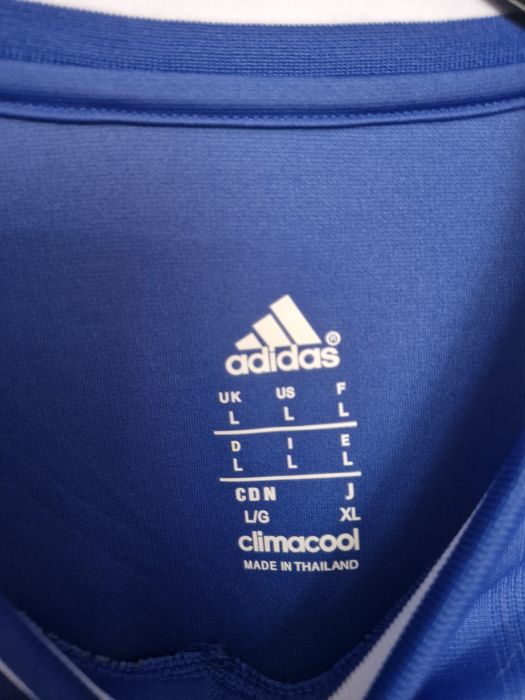 adidas®
UK US F
L L L
D I E
L L L
CDN J
L/G XL
climacool
MADE IN THAILAND